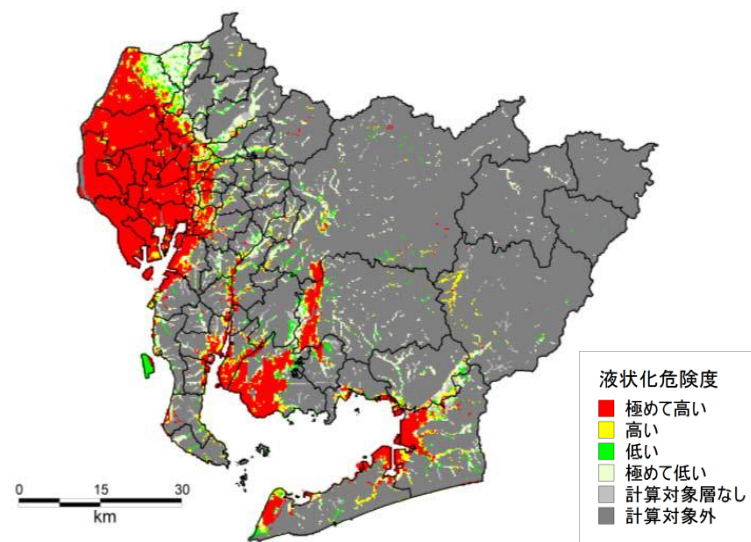 液状化危険度
極めて高い
高い
低い
極めて低い
計算対象層なし
計算対象外
0 15 30
km